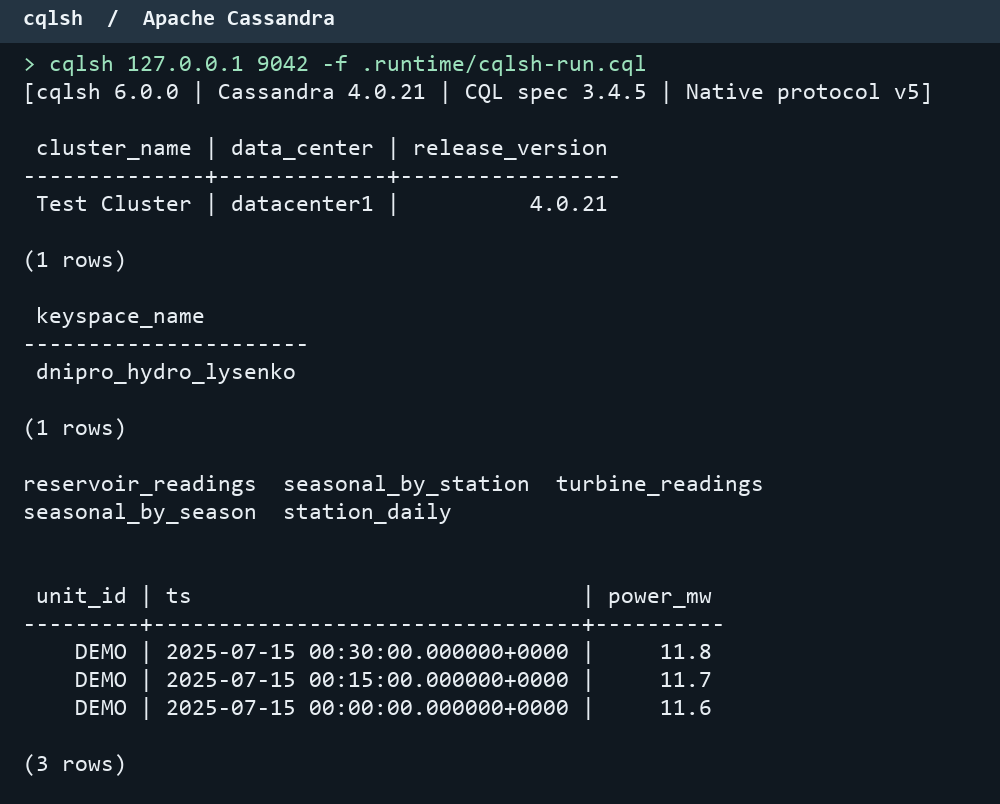 cqlsh / Apache Cassandra
> cqlsh 127.0.0.1 9042 -f .runtime/cqlsh-run.cql
[cqlsh 6.0.0 | Cassandra 4.0.21 | CQL spec 3.4.5 | Native protocol v5]
 cluster_name | data_center | release_version
--------------+-------------+-----------------
 Test Cluster | datacenter1 |          4.0.21
(1 rows)
 keyspace_name
----------------------
 dnipro_hydro_lysenko
(1 rows)
reservoir_readings  seasonal_by_station  turbine_readings
seasonal_by_season  station_daily
 unit_id | ts                              | power_mw
---------+---------------------------------+----------
    DEMO | 2025-07-15 00:30:00.000000+0000 |     11.8
    DEMO | 2025-07-15 00:15:00.000000+0000 |     11.7
    DEMO | 2025-07-15 00:00:00.000000+0000 |     11.6
(3 rows)